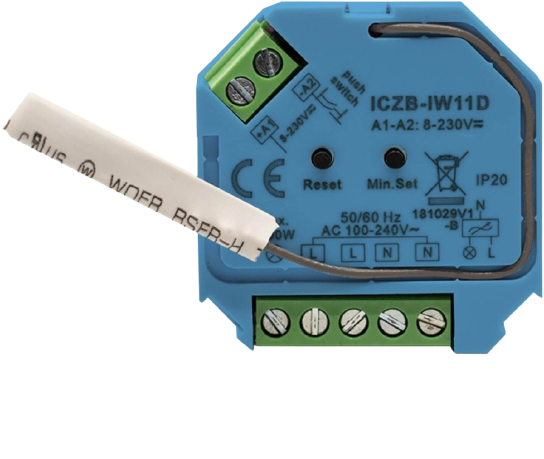 -A2
push
switch
+A1
8-230V⎓
ICZB-IW11D
A1-A2: 8-230V
CE
Reset
Min.Set
IP20
181029V1
N
-B
50/60 Hz
AC 100-240V~
L
L
N
N
L